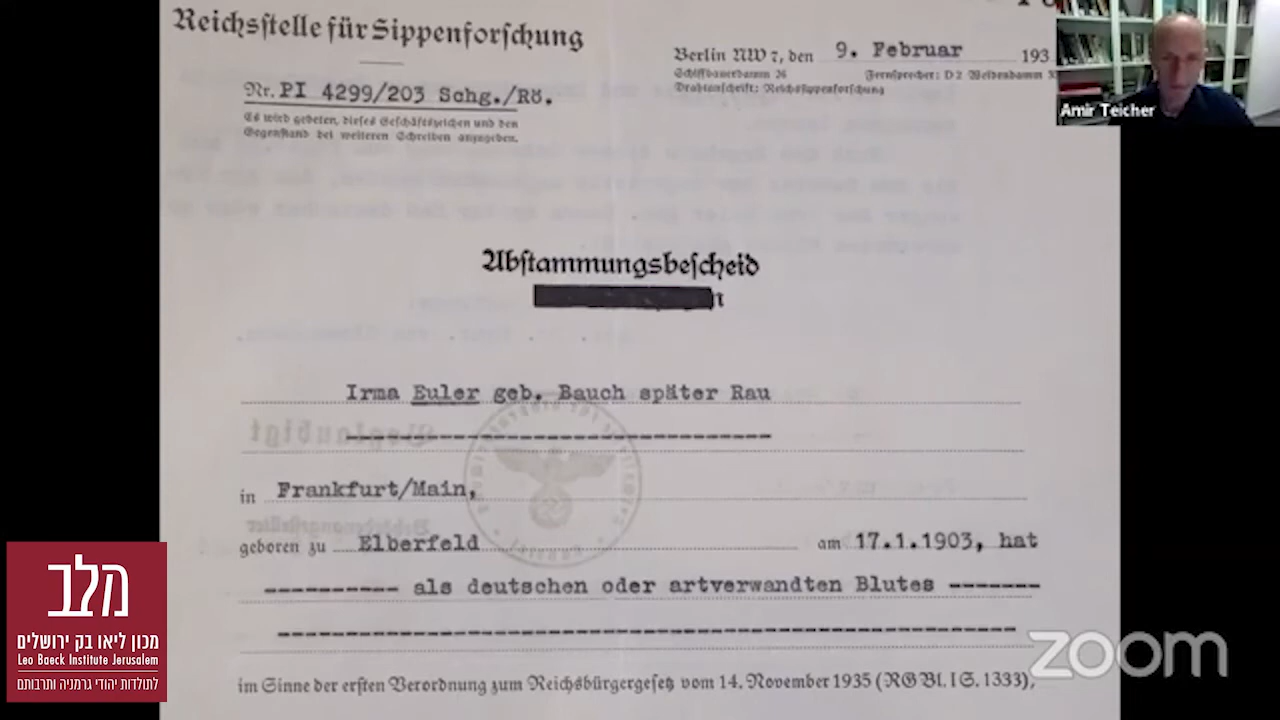 Reichsstelle für Sippenforschung
Berlin NW 7, den 9. Februar 193
Schiffbauerdamm 26 Fernsprecher: D 2 Weidendamm
Drahtanschrift: Reichssippenforschung
Nr. PI 4299/203 Schg./Rö.
Es wird gebeten, dieses Geschäftszeichen und den
Gegenstand bei weiteren Schreiben anzugeben.
Amir Teicher
Abstammungsbescheid
Irma Euler geb. Bauch später Rau
in Frankfurt/Main,
geboren zu Elberfeld am 17.1.1903, hat
als deutschen oder artverwandten Blutes
im Sinne der ersten Verordnung zum Reichsbürgergesetz vom 14. November 1935 (RGBl. I S. 1333),
מלב
מכון ליאו בק ירושלים
Leo Baeck Institute Jerusalem
לתולדות יהודי גרמניה ותרבותם
zoom